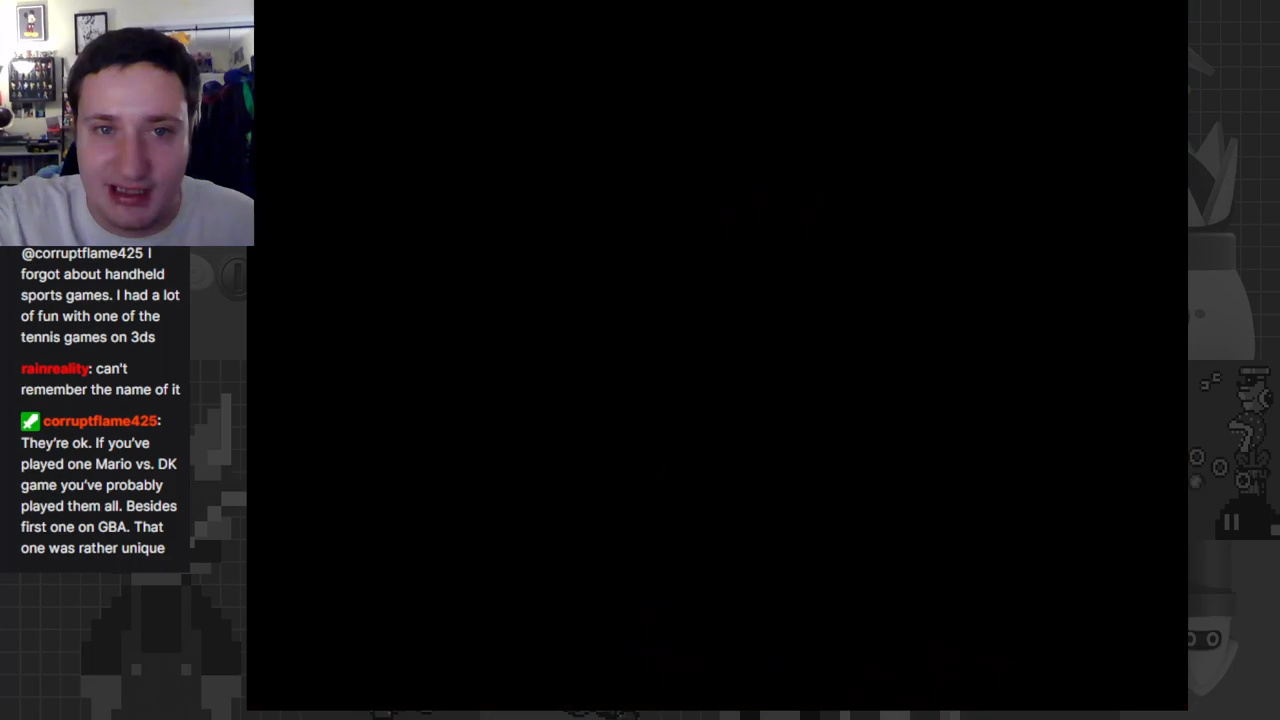 @corruptflame425 I
forgot about handheld
sports games. I had a lot
of fun with one of the
tennis games on 3ds
rainreality: can't
remember the name of it
corruptflame425:
They're ok. If you've
played one Mario vs. DK
game you've probably
played them all. Besides
first one on GBA. That
one was rather unique